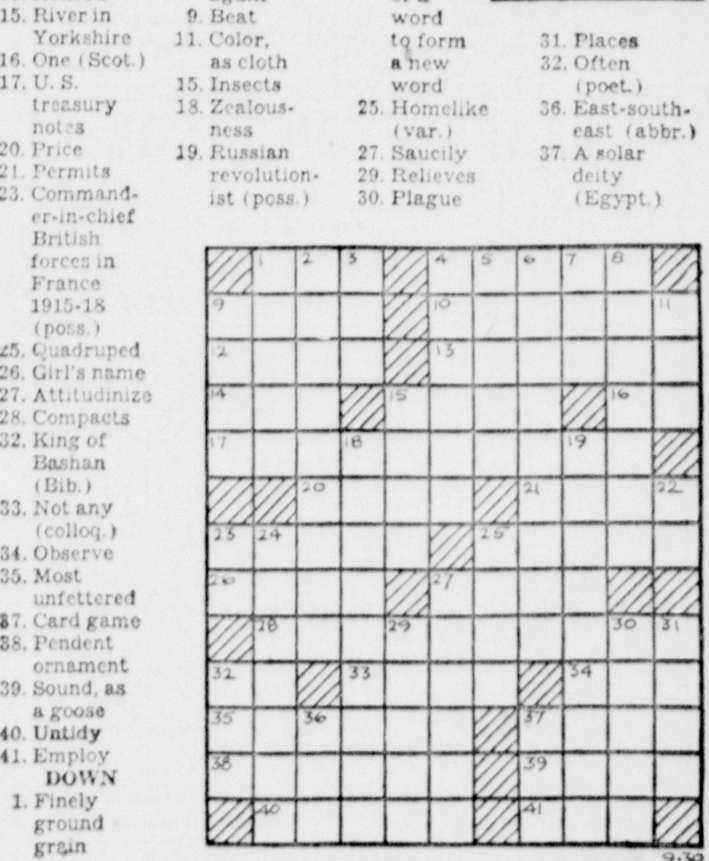 15. River in
Yorkshire
16. One (Scot.)
17. U. S.
treasury
notes
20. Price
21. Permits
23. Command-
er-in-chief
British
forces in
France
1915-18
(poss.)
25. Quadruped
26. Girl's name
27. Attitudinize
28. Compacts
32. King of
Bashan
(Bib.)
33. Not any
(colloq.)
34. Observe
35. Most
unfettered
37. Card game
38. Pendent
ornament
39. Sound, as
a goose
40. Untidy
41. Employ
DOWN
1. Finely
ground
grain
9. Beat
11. Color,
as cloth
15. Insects
18. Zealous-
ness
19. Russian
revolution-
ist (poss.)
word
to form
a new
word
25. Homelike
(var.)
27. Saucily
29. Relieves
30. Plague
31. Places
32. Often
(poet.)
36. East-south-
east (abbr.)
37. A solar
deity
(Egypt.)
1 2 3 4 5 6 7 8
9 10 11
12 13
14 15 16
17 18 19
20 21 22
23 24 25
26 27
28 29 30 31
32 33 34
35 36 37
38 39
40 41
9-30